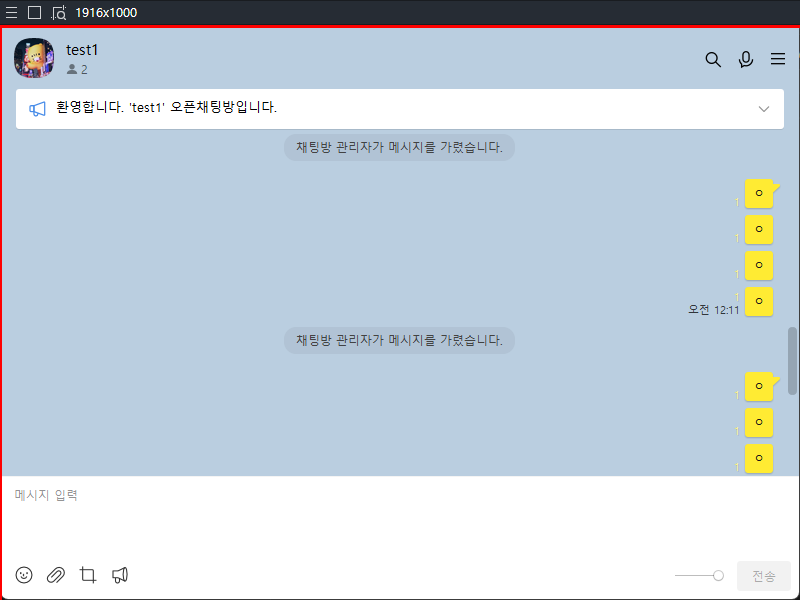 1916x1000
test1
2
환영합니다. 'test1' 오픈채팅방입니다.
채팅방 관리자가 메시지를 가렸습니다.
1 ㅇ
1 ㅇ
1 ㅇ
1 ㅇ
오전 12:11
채팅방 관리자가 메시지를 가렸습니다.
1 ㅇ
1 ㅇ
1 ㅇ
메시지 입력
전송